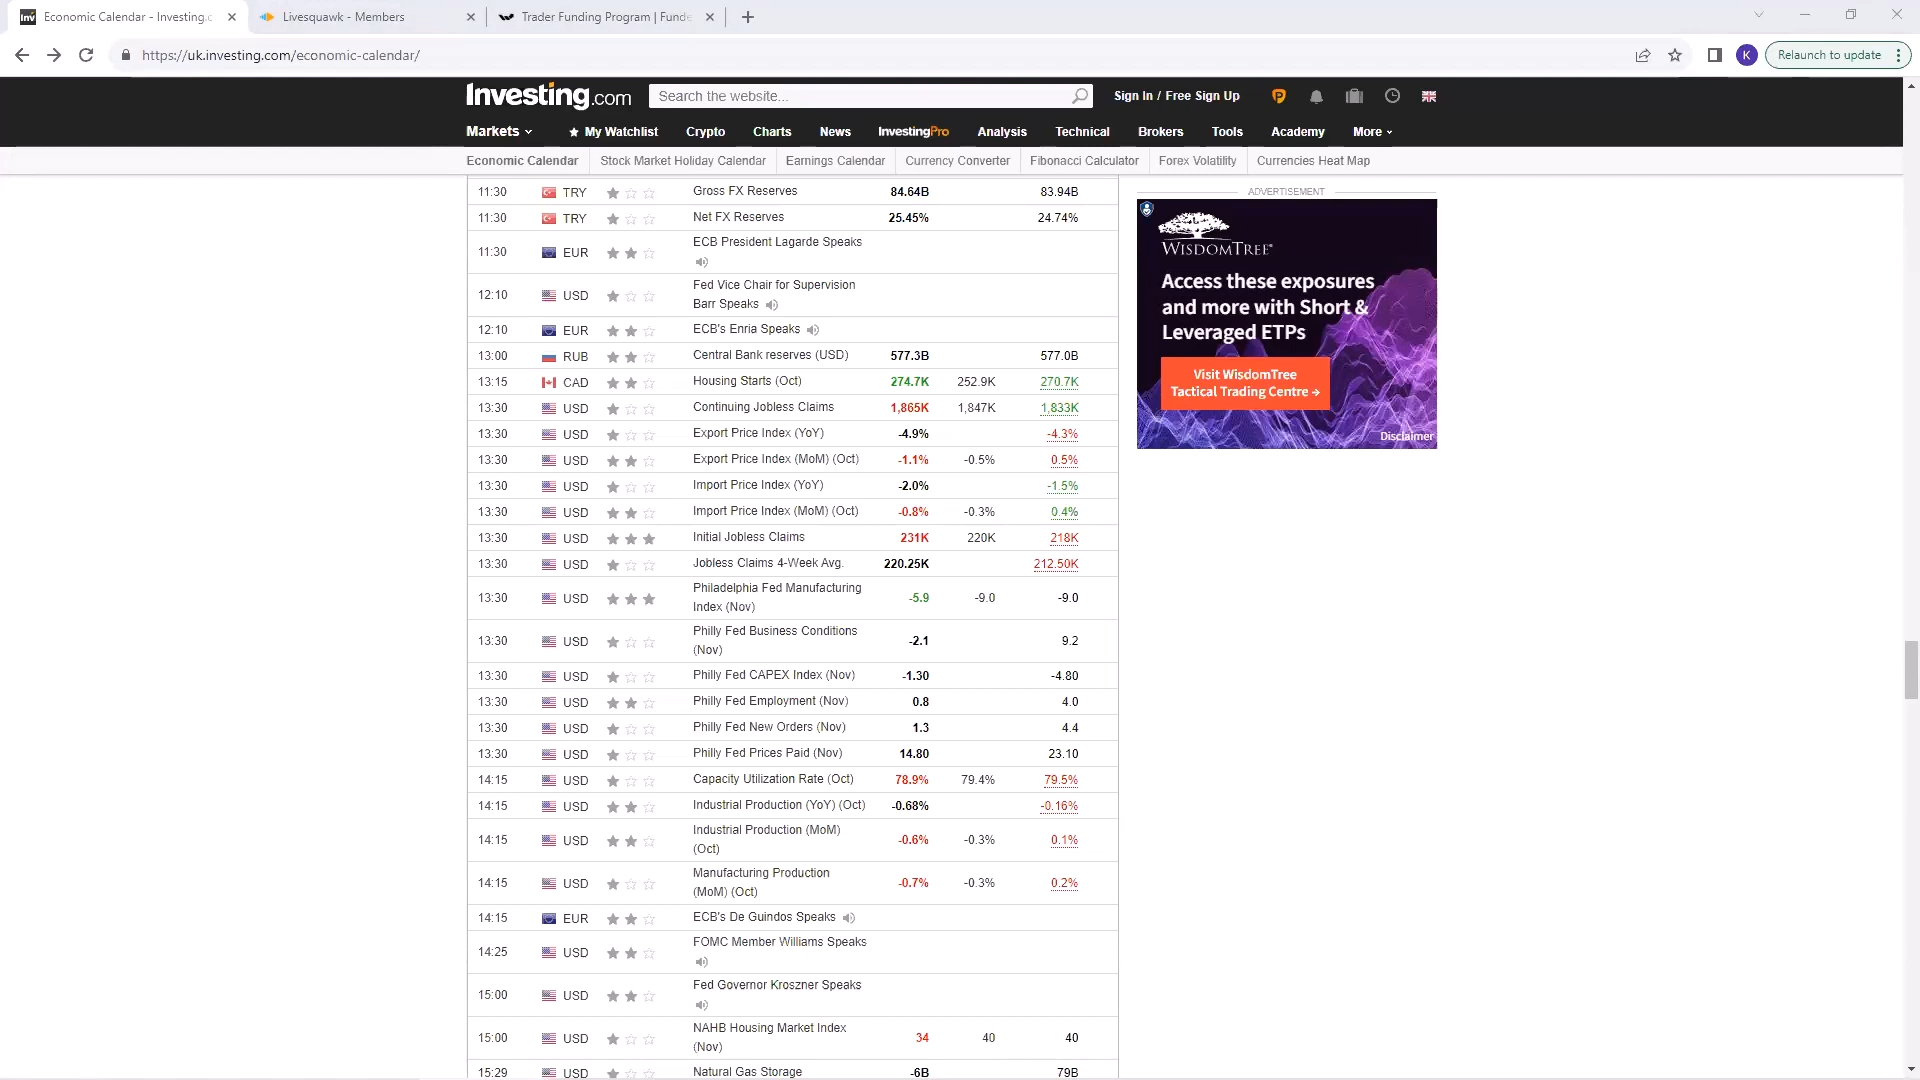 Economic Calendar - Investing.c
Livesquawk - Members
Trader Funding Program | Funde
https://uk.investing.com/economic-calendar/
K
Relaunch to update
Investing.com
Search the website...
Sign In / Free Sign Up
Markets
My Watchlist
Crypto
Charts
News
InvestingPro
Analysis
Technical
Brokers
Tools
Academy
More
Economic Calendar
Stock Market Holiday Calendar
Earnings Calendar
Currency Converter
Fibonacci Calculator
Forex Volatility
Currencies Heat Map
11:30 TRY Gross FX Reserves 84.64B 83.94B
11:30 TRY Net FX Reserves 25.45% 24.74%
11:30 EUR ECB President Lagarde Speaks
12:10 USD Fed Vice Chair for Supervision
Barr Speaks
12:10 EUR ECB's Enria Speaks
13:00 RUB Central Bank reserves (USD) 577.3B 577.0B
13:15 CAD Housing Starts (Oct) 274.7K 252.9K 270.7K
13:30 USD Continuing Jobless Claims 1,865K 1,847K 1,833K
13:30 USD Export Price Index (YoY) -4.9% -4.3%
13:30 USD Export Price Index (MoM) (Oct) -1.1% -0.5% 0.5%
13:30 USD Import Price Index (YoY) -2.0% -1.5%
13:30 USD Import Price Index (MoM) (Oct) -0.8% -0.3% 0.4%
13:30 USD Initial Jobless Claims 231K 220K 218K
13:30 USD Jobless Claims 4-Week Avg. 220.25K 212.50K
13:30 USD Philadelphia Fed Manufacturing
Index (Nov) -5.9 -9.0 -9.0
13:30 USD Philly Fed Business Conditions
(Nov) -2.1 9.2
13:30 USD Philly Fed CAPEX Index (Nov) -1.30 -4.80
13:30 USD Philly Fed Employment (Nov) 0.8 4.0
13:30 USD Philly Fed New Orders (Nov) 1.3 4.4
13:30 USD Philly Fed Prices Paid (Nov) 14.80 23.10
14:15 USD Capacity Utilization Rate (Oct) 78.9% 79.4% 79.5%
14:15 USD Industrial Production (YoY) (Oct) -0.68% -0.16%
14:15 USD Industrial Production (MoM)
(Oct) -0.6% -0.3% 0.1%
14:15 USD Manufacturing Production
(MoM) (Oct) -0.7% -0.3% 0.2%
14:15 EUR ECB's De Guindos Speaks
14:25 USD FOMC Member Williams Speaks
15:00 USD Fed Governor Kroszner Speaks
15:00 USD NAHB Housing Market Index
(Nov) 34 40 40
15:29 USD Natural Gas Storage -6B 79B
ADVERTISEMENT
WISDOMTREE®
Access these exposures
and more with Short &
Leveraged ETPs
Visit WisdomTree
Tactical Trading Centre →
Disclaimer